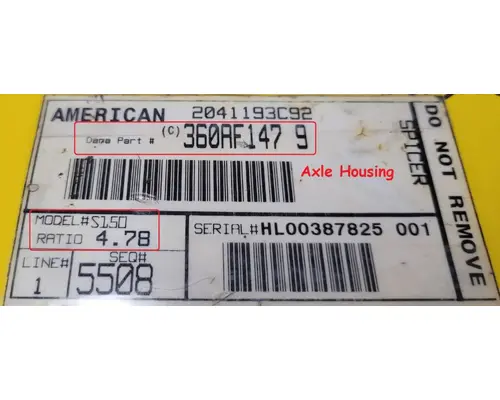 AMERICAN 2041193C92
Dana Part # (C) 360AF147 9
Axle Housing
MODEL# S150
RATIO 4.78
SERIAL# HL00387825 001
LINE# 1
SEQ# 5508
SPICER
DO NOT REMOVE